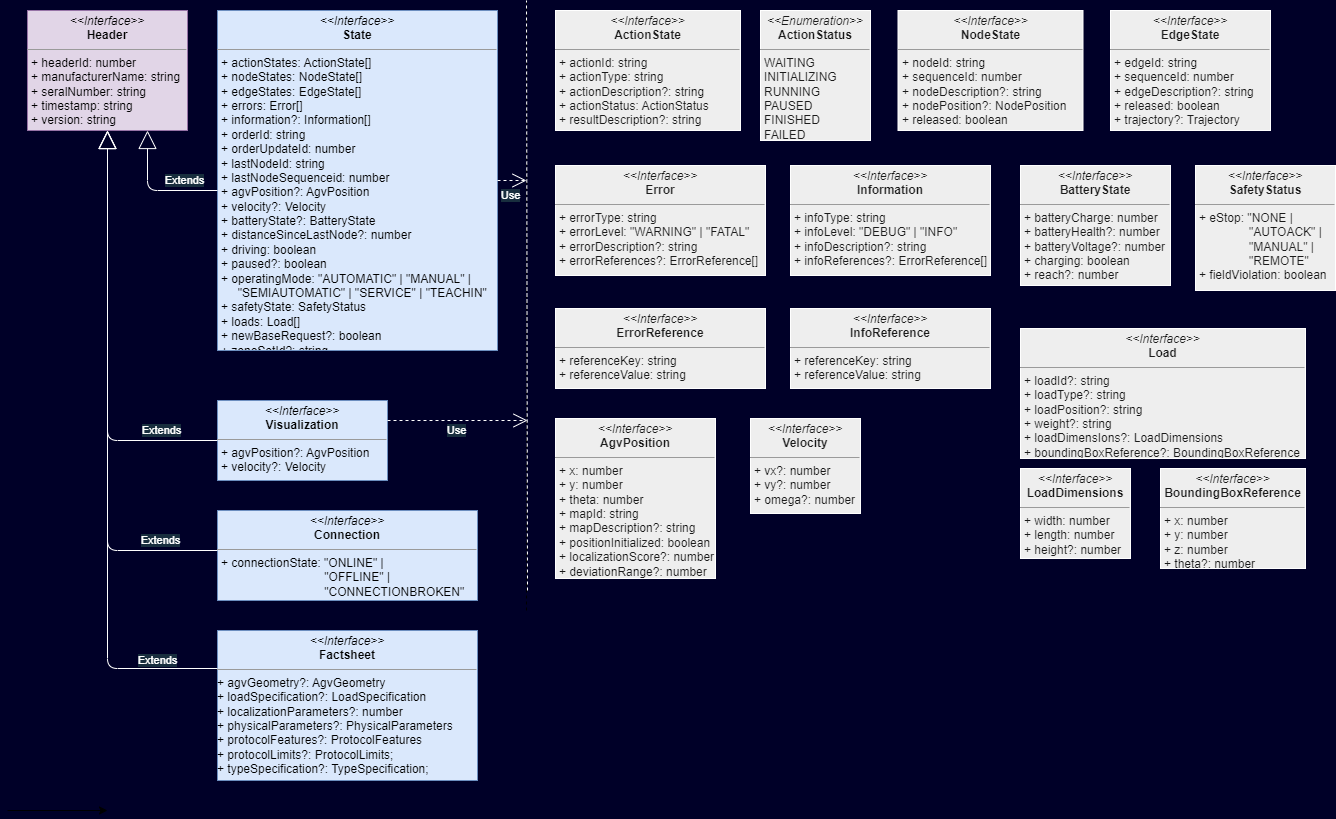 <<Interface>>
Header
+ headerId: number
+ manufacturerName: string
+ seralNumber: string
+ timestamp: string
+ version: string
<<Interface>>
State
+ actionStates: ActionState[]
+ nodeStates: NodeState[]
+ edgeStates: EdgeState[]
+ errors: Error[]
+ information?: Information[]
+ orderId: string
+ orderUpdateId: number
+ lastNodeId: string
+ lastNodeSequenceid: number
+ agvPosition?: AgvPosition
+ velocity?: Velocity
+ batteryState?: BatteryState
+ distanceSinceLastNode?: number
+ driving: boolean
+ paused?: boolean
+ operatingMode: "AUTOMATIC" | "MANUAL" |
"SEMIAUTOMATIC" | "SERVICE" | "TEACHIN"
+ safetyState: SafetyStatus
+ loads: Load[]
+ newBaseRequest?: boolean
+ zoneSetId?: string
Extends
Use
<<Interface>>
Visualization
+ agvPosition?: AgvPosition
+ velocity?: Velocity
Extends
Use
<<Interface>>
Connection
+ connectionState: "ONLINE" |
"OFFLINE" |
"CONNECTIONBROKEN"
Extends
<<Interface>>
Factsheet
+ agvGeometry?: AgvGeometry
+ loadSpecification?: LoadSpecification
+ localizationParameters?: number
+ physicalParameters?: PhysicalParameters
+ protocolFeatures?: ProtocolFeatures
+ protocolLimits?: ProtocolLimits;
+ typeSpecification?: TypeSpecification;
Extends
<<Interface>>
ActionState
+ actionId: string
+ actionType: string
+ actionDescription?: string
+ actionStatus: ActionStatus
+ resultDescription?: string
<<Enumeration>>
ActionStatus
WAITING
INITIALIZING
RUNNING
PAUSED
FINISHED
FAILED
<<Interface>>
NodeState
+ nodeId: string
+ sequenceId: number
+ nodeDescription?: string
+ nodePosition?: NodePosition
+ released: boolean
<<Interface>>
EdgeState
+ edgeId: string
+ sequenceId: number
+ edgeDescription?: string
+ released: boolean
+ trajectory?: Trajectory
<<Interface>>
Error
+ errorType: string
+ errorLevel: "WARNING" | "FATAL"
+ errorDescription?: string
+ errorReferences?: ErrorReference[]
<<Interface>>
Information
+ infoType: string
+ infoLevel: "DEBUG" | "INFO"
+ infoDescription?: string
+ infoReferences?: ErrorReference[]
<<Interface>>
BatteryState
+ batteryCharge: number
+ batteryHealth?: number
+ batteryVoltage?: number
+ charging: boolean
+ reach?: number
<<Interface>>
SafetyStatus
+ eStop: "NONE |
"AUTOACK" |
"MANUAL" |
"REMOTE"
+ fieldViolation: boolean
<<Interface>>
ErrorReference
+ referenceKey: string
+ referenceValue: string
<<Interface>>
InfoReference
+ referenceKey: string
+ referenceValue: string
<<Interface>>
Load
+ loadId?: string
+ loadType?: string
+ loadPosition?: string
+ weight?: string
+ loadDimensIons?: LoadDimensions
+ boundingBoxReference?: BoundingBoxReference
<<Interface>>
AgvPosition
+ x: number
+ y: number
+ theta: number
+ mapId: string
+ mapDescription?: string
+ positionInitialized: boolean
+ localizationScore?: number
+ deviationRange?: number
<<Interface>>
Velocity
+ vx?: number
+ vy?: number
+ omega?: number
<<Interface>>
LoadDimensions
+ width: number
+ length: number
+ height?: number
<<Interface>>
BoundingBoxReference
+ x: number
+ y: number
+ z: number
+ theta?: number